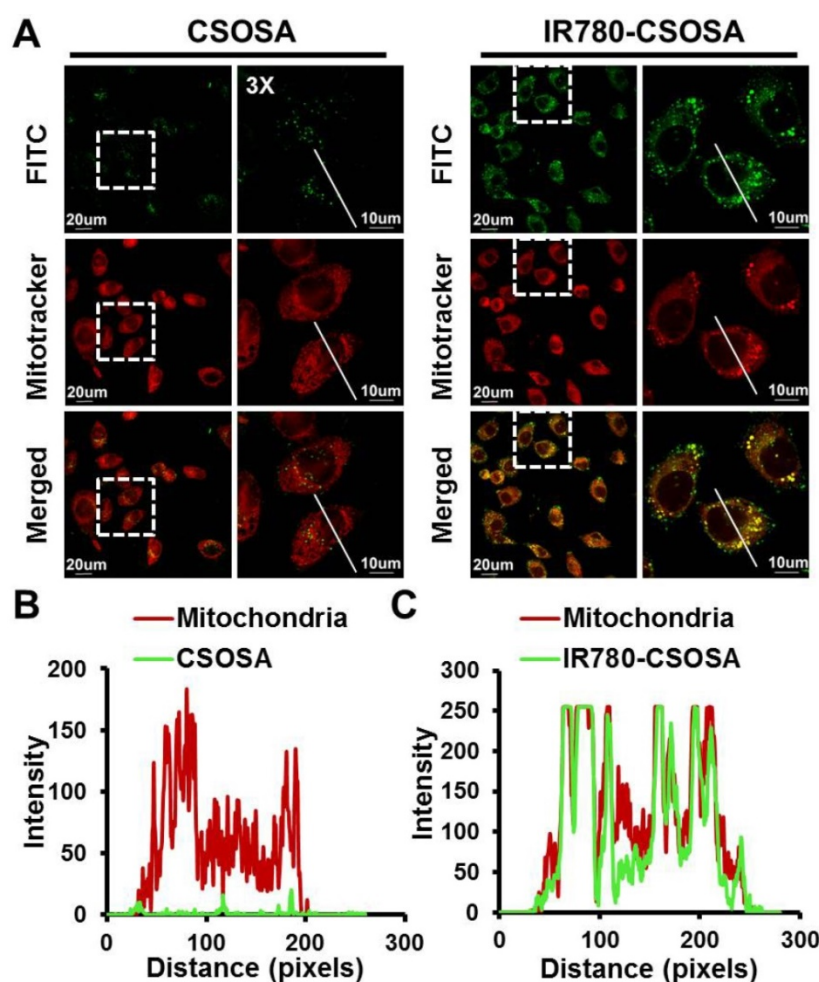 A
CSOSA
IR780-CSOSA
FITC
3X
20um
10um
FITC
20um
10um
Mitotracker
20um
10um
Mitotracker
20um
10um
Merged
20um
10um
Merged
20um
10um
B
Mitochondria
CSOSA
Intensity
200
150
100
50
0
0 100 200 300
Distance (pixels)
C
Mitochondria
IR780-CSOSA
Intensity
300
250
200
150
100
50
0
0 100 200 300
Distance (pixels)